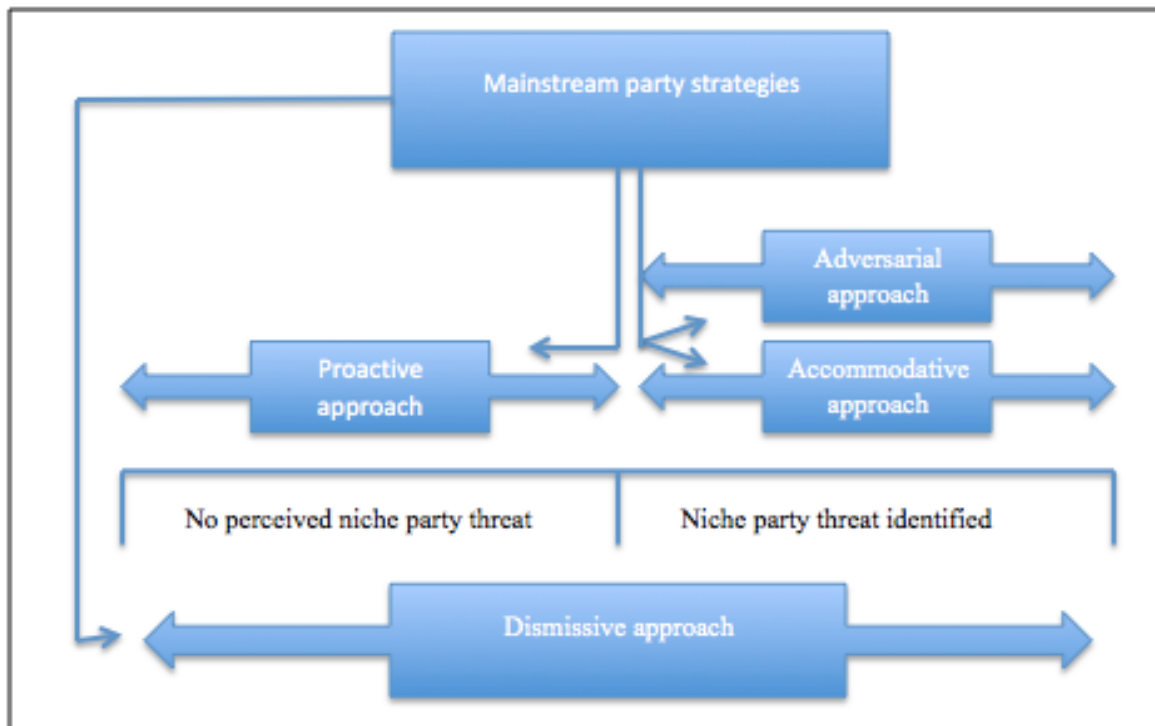 Mainstream party strategies
Adversarial
approach
Proactive
approach
Accommodative
approach
No perceived niche party threat
Niche party threat identified
Dismissive approach